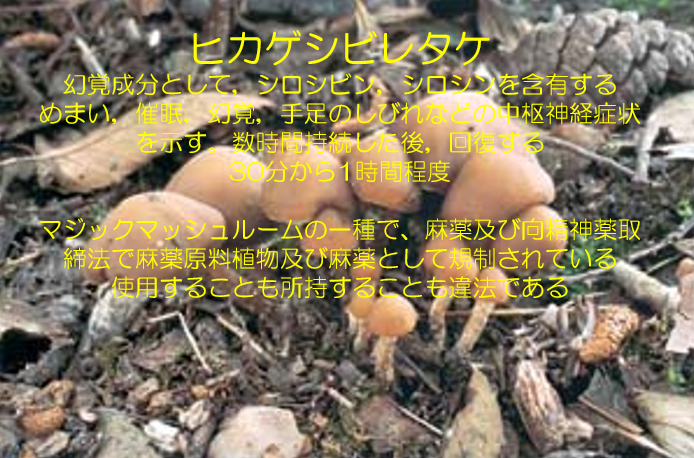 ヒカゲシビレタケ
幻覚成分として，シロシビン，シロシンを含有する
めまい，催眠，幻覚，手足のしびれなどの中枢神経症状
を示す。数時間持続した後，回復する
30分から1時間程度
マジックマッシュルームの一種で、麻薬及び向精神薬取
締法で麻薬原料植物及び麻薬として規制されている
使用することも所持することも違法である